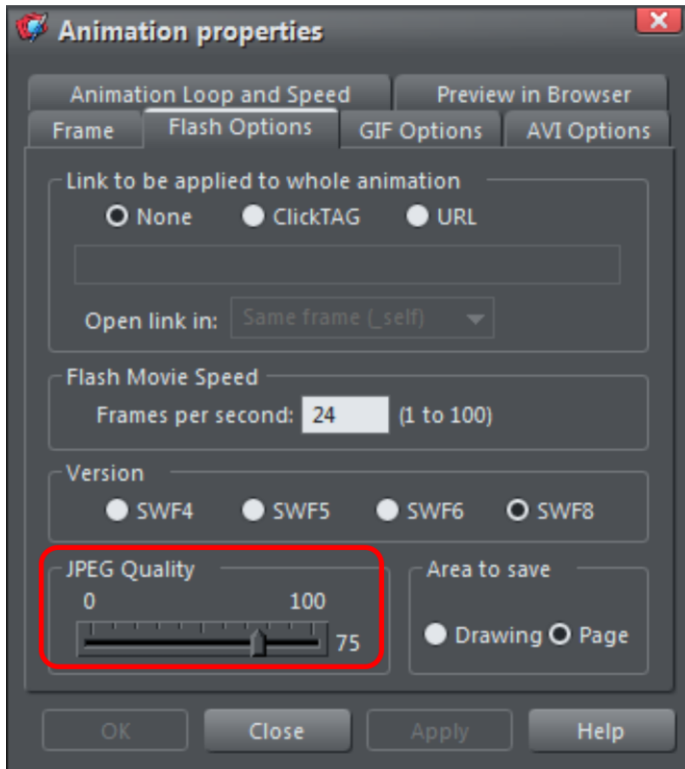 Animation properties
Animation Loop and Speed Preview in Browser
Frame Flash Options GIF Options AVI Options
Link to be applied to whole animation
None ClickTAG URL
Open link in: Same frame (_self)
Flash Movie Speed
Frames per second: 24 (1 to 100)
Version
SWF4 SWF5 SWF6 SWF8
JPEG Quality Area to save
0 100
75 Drawing Page
OK Close Apply Help